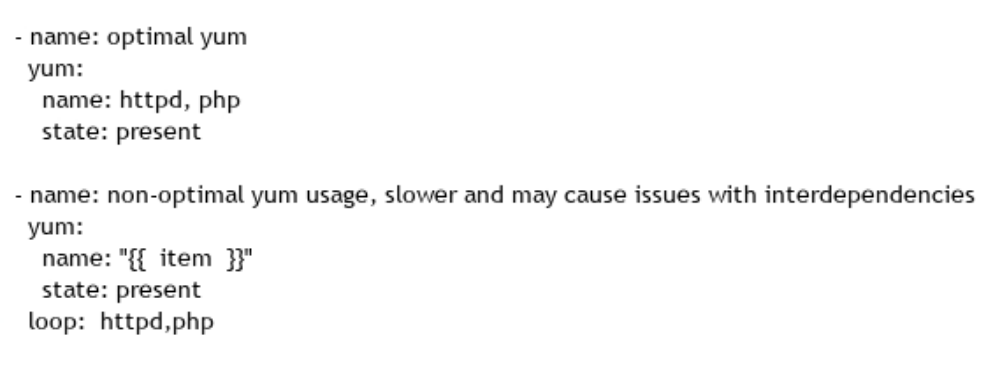 - name: optimal yum
yum:
name: httpd, php
state: present
- name: non-optimal yum usage, slower and may cause issues with interdependencies
yum:
name: "{{ item }}"
state: present
loop: httpd,php